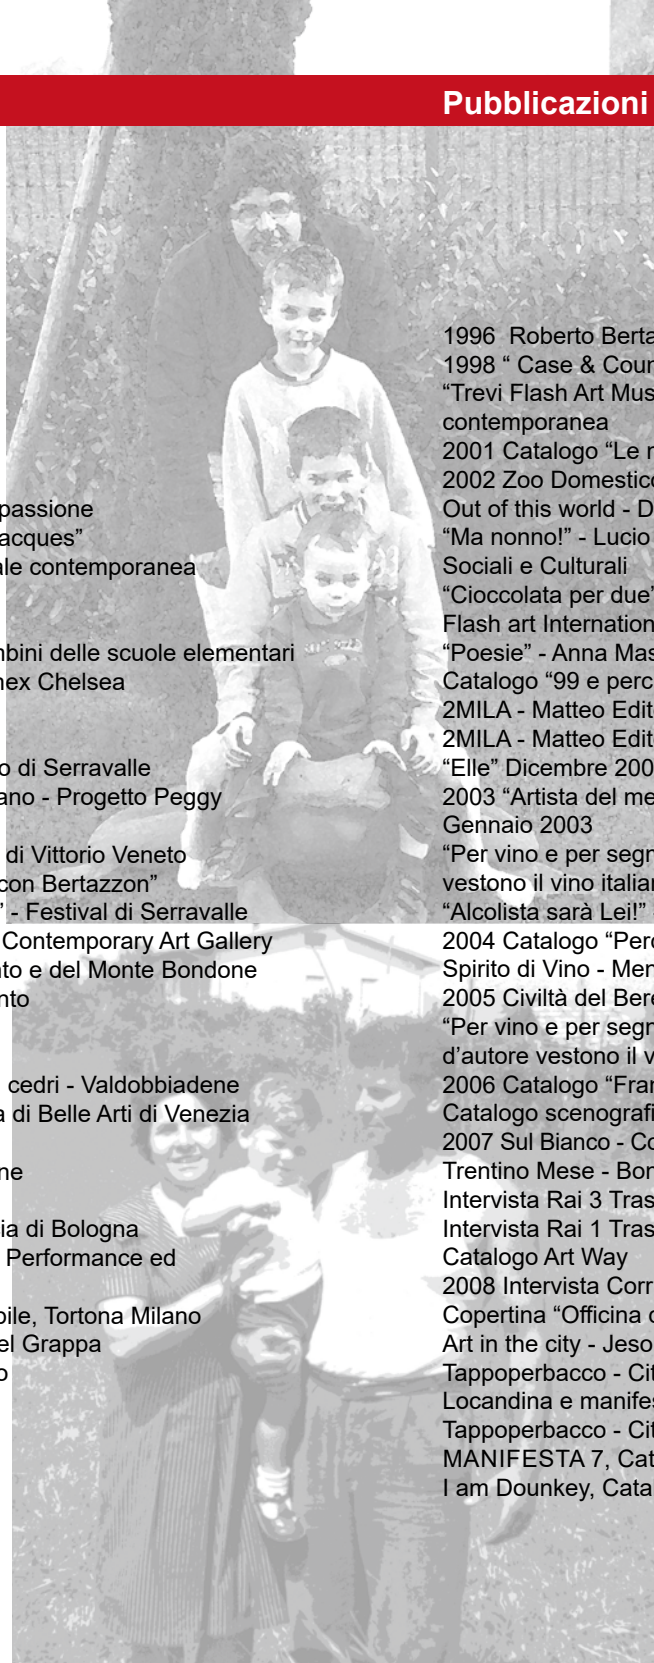 Pubblicazioni
passione
acques”
ale contemporanea
nbini delle scuole elementari
nex Chelsea
o di Serravalle
ano - Progetto Peggy
di Vittorio Veneto
con Bertazzon”
” - Festival di Serravalle
Contemporary Art Gallery
nto e del Monte Bondone
nto
cedri - Valdobbiadene
a di Belle Arti di Venezia
ne
ia di Bologna
Performance ed
bile, Tortona Milano
el Grappa
o
1996  Roberto Berta
1998 “ Case & Coun
“Trevi Flash Art Mus
contemporanea
2001 Catalogo “Le n
2002 Zoo Domestico
Out of this world - D
“Ma nonno!” - Lucio
Sociali e Culturali
“Cioccolata per due”
Flash art Internation
“Poesie” - Anna Mas
Catalogo “99 e perc
2MILA - Matteo Edito
2MILA - Matteo Edito
“Elle” Dicembre 200
2003 “Artista del me
Gennaio 2003
“Per vino e per segn
vestono il vino italian
“Alcolista sarà Lei!”
2004 Catalogo “Perc
Spirito di Vino - Men
2005 Civiltà del Bere
“Per vino e per segn
d’autore vestono il v
2006 Catalogo “Fran
Catalogo scenografi
2007 Sul Bianco - Co
Trentino Mese - Bon
Intervista Rai 3 Tras
Intervista Rai 1 Tras
Catalogo Art Way
2008 Intervista Corr
Copertina “Officina d
Art in the city - Jeso
Tappoperbacco - Cit
Locandina e manifes
Tappoperbacco - Cit
MANIFESTA 7, Cat
I am Dounkey, Cata